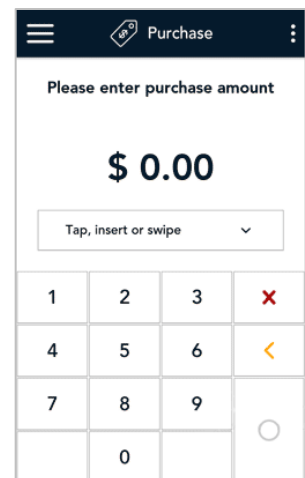 Purchase
Please enter purchase amount
$ 0.00
Tap, insert or swipe
1 2 3
4 5 6
7 8 9
0